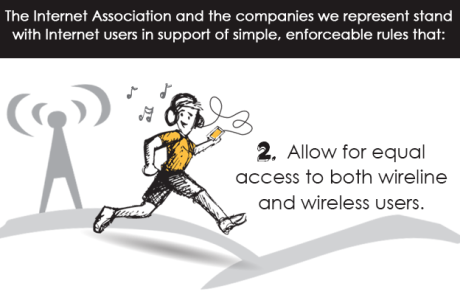 The Internet Association and the companies we represent stand
with Internet users in support of simple, enforceable rules that:
2. Allow for equal
access to both wireline
and wireless users.